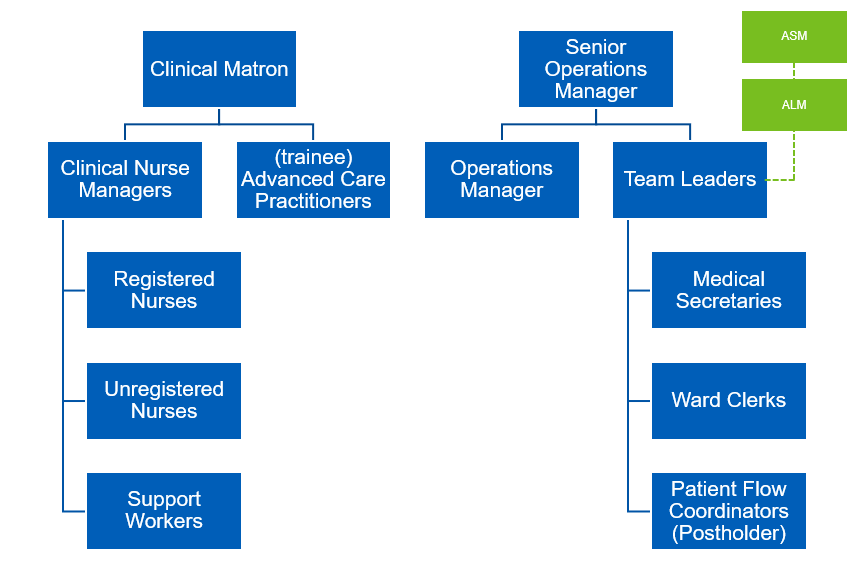 Clinical Matron
Senior
Operations
Manager
ASM
ALM
Clinical Nurse
Managers
(trainee)
Advanced Care
Practitioners
Operations
Manager
Team Leaders
Registered
Nurses
Unregistered
Nurses
Support
Workers
Medical
Secretaries
Ward Clerks
Patient Flow
Coordinators
(Postholder)